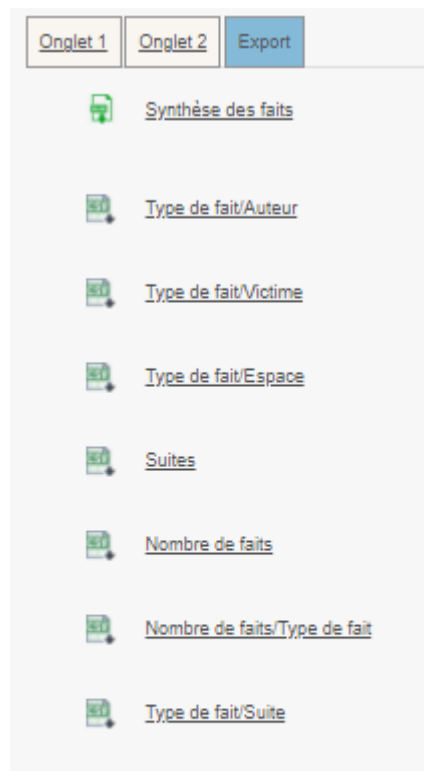 Onglet 1 Onglet 2 Export
Synthèse des faits
Type de fait/Auteur
Type de fait/Victime
Type de fait/Espace
Suites
Nombre de faits
Nombre de faits/Type de fait
Type de fait/Suite